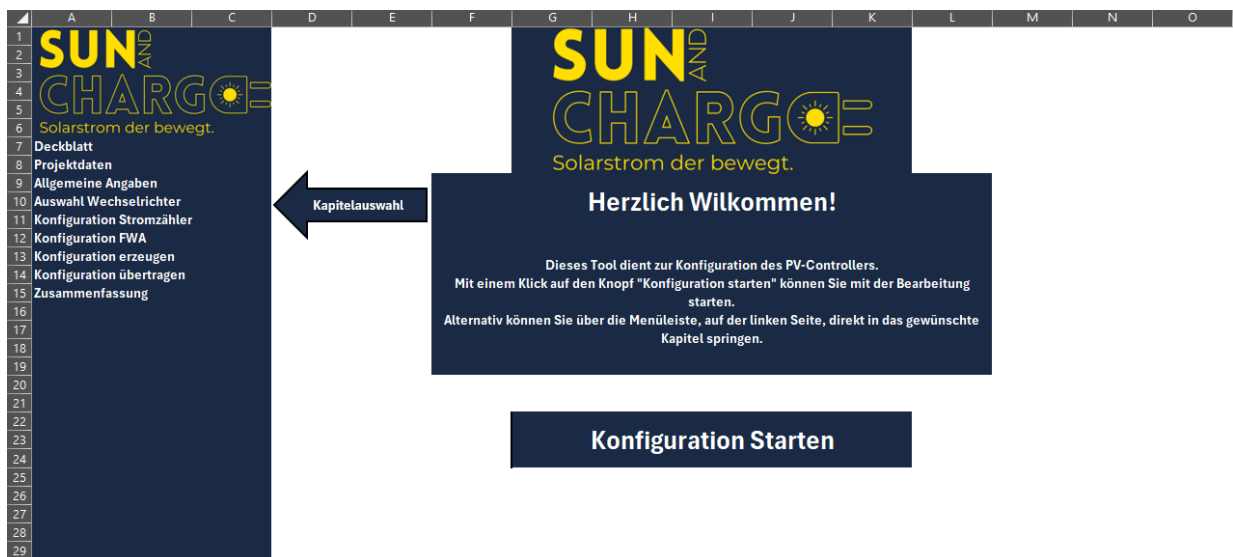 A B C D E F G H I J K L M N O
1
2
3
4
5
6
7
8
9
10
11
12
13
14
15
16
17
18
19
20
21
22
23
24
25
26
27
28
29
SUN AND
CHARGE
Solarstrom der bewegt.
Deckblatt
Projektdaten
Allgemeine Angaben
Auswahl Wechselrichter
Konfiguration Stromzähler
Konfiguration FWA
Konfiguration erzeugen
Konfiguration übertragen
Zusammenfassung
Kapitelauswahl
SUN AND
CHARGE
Solarstrom der bewegt.
Herzlich Wilkommen!
Dieses Tool dient zur Konfiguration des PV-Controllers.
Mit einem Klick auf den Knopf "Konfiguration starten" können Sie mit der Bearbeitung
starten.
Alternativ können Sie über die Menüleiste, auf der linken Seite, direkt in das gewünschte
Kapitel springen.
Konfiguration Starten